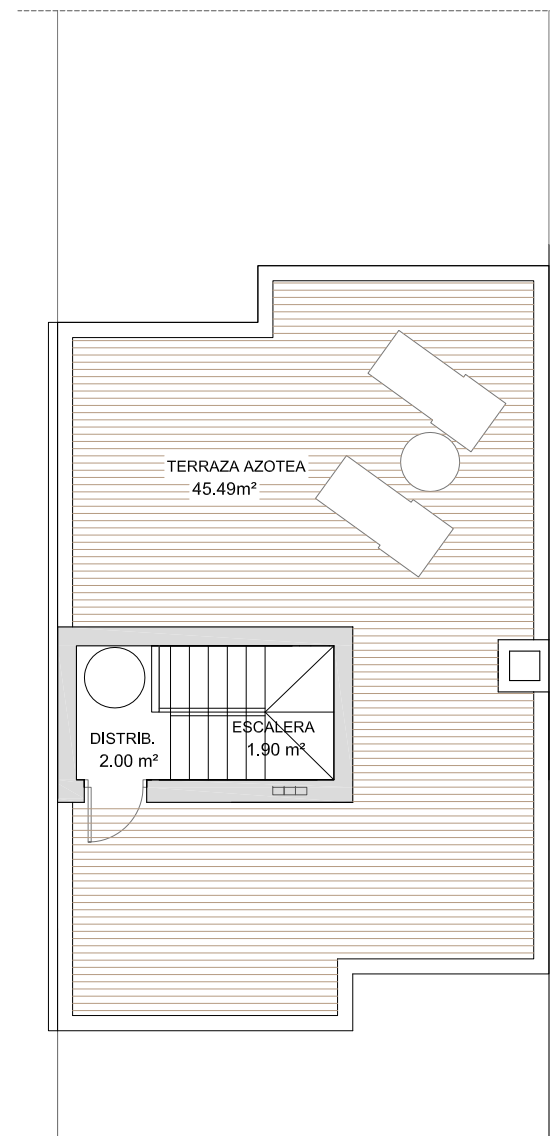 TERRAZA AZOTEA
45.49m²
DISTRIB.
2.00 m²
ESCALERA
1.90 m²